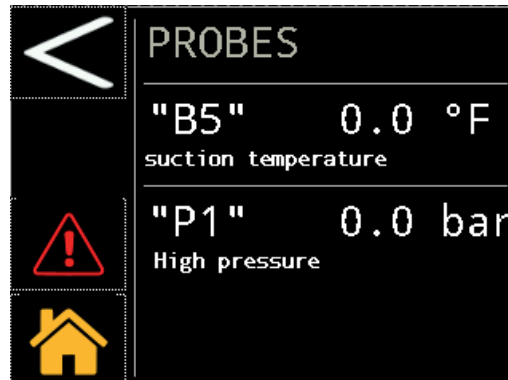 PROBES
"B5" 0.0 °F
suction temperature
"P1" 0.0 bar
High pressure